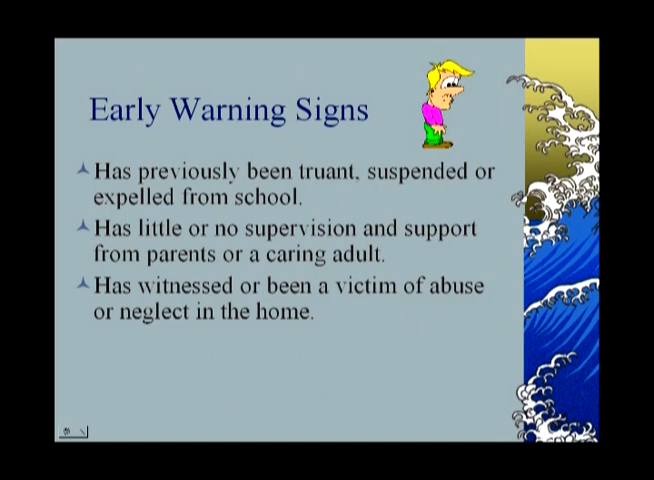 Early Warning Signs
Has previously been truant, suspended or
expelled from school.
Has little or no supervision and support
from parents or a caring adult.
Has witnessed or been a victim of abuse
or neglect in the home.